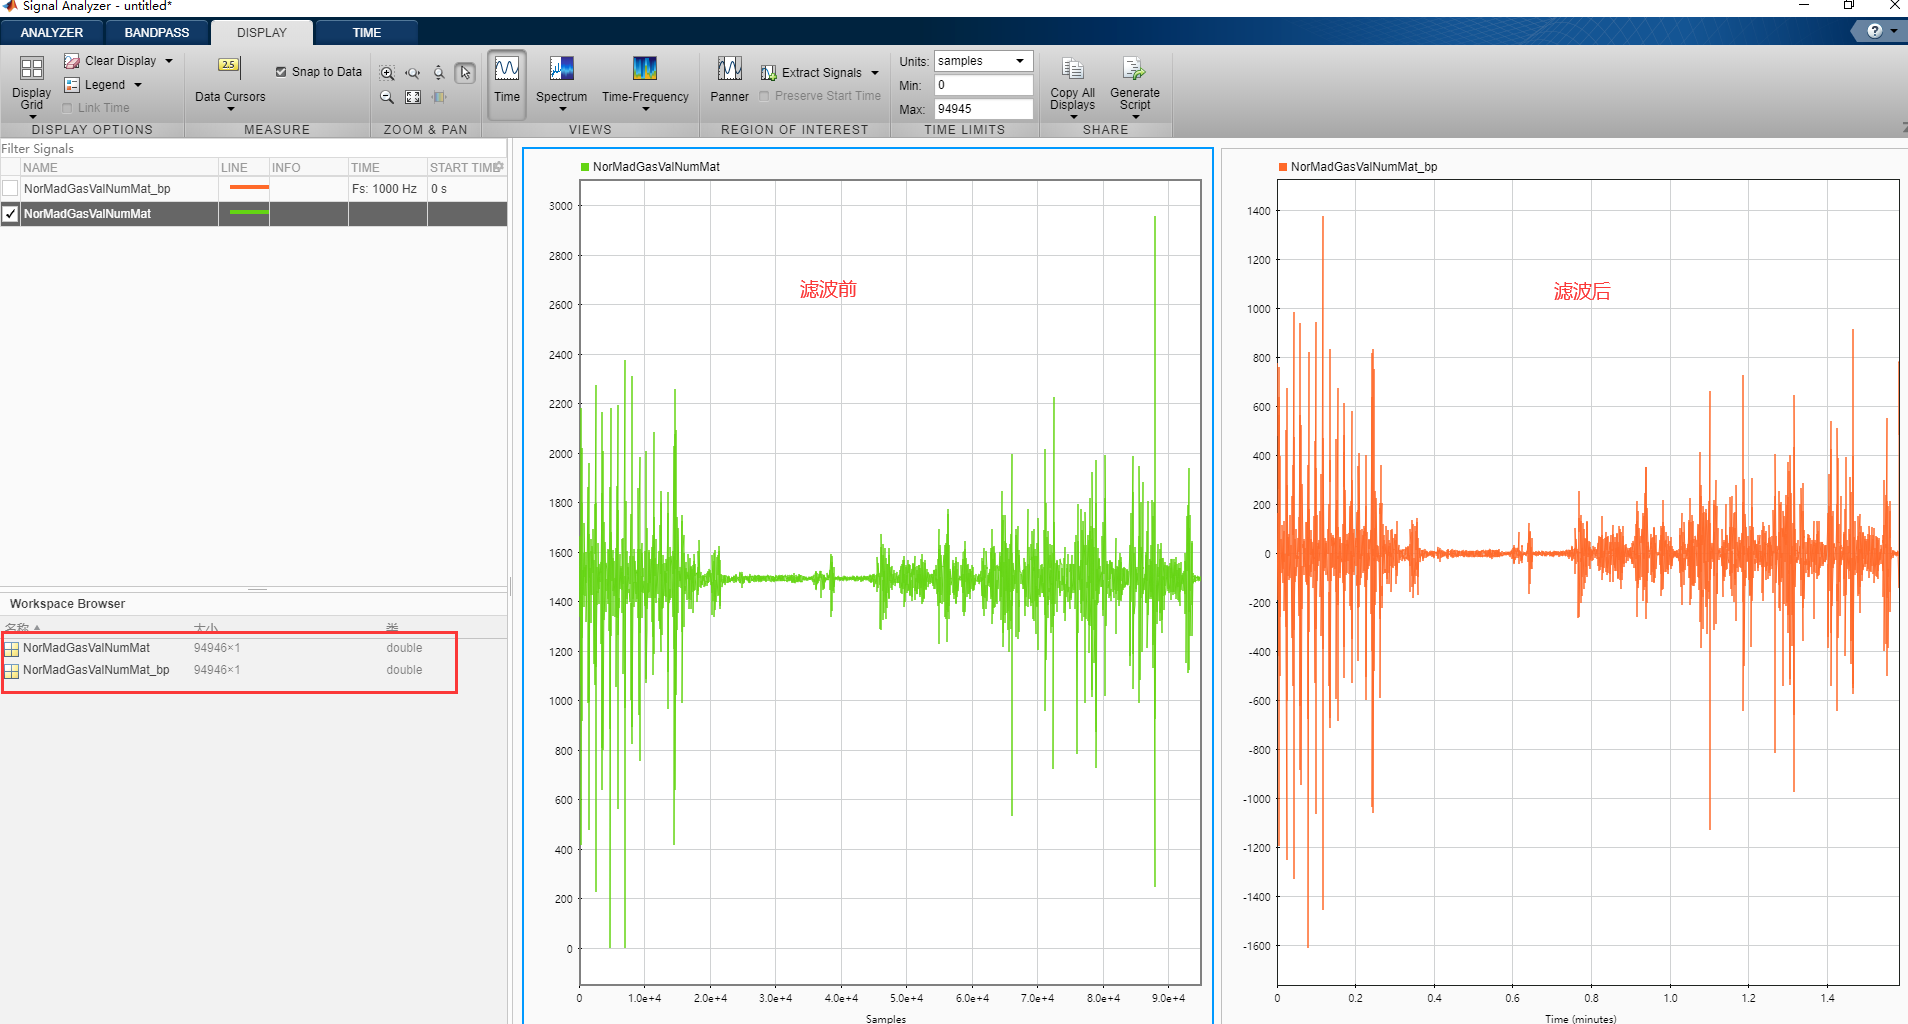 Signal Analyzer - untitled*
ANALYZER
BANDPASS
DISPLAY
TIME
Display Grid
Clear Display
Legend
Link Time
DISPLAY OPTIONS
2.5
Data Cursors
Snap to Data
MEASURE
ZOOM & PAN
Time
Spectrum
Time-Frequency
VIEWS
Panner
Extract Signals
Preserve Start Time
REGION OF INTEREST
Units: samples
Min: 0
Max: 94945
TIME LIMITS
Copy All Displays
Generate Script
SHARE
Filter Signals
NAME LINE INFO TIME START TIME
NorMadGasValNumMat_bp Fs: 1000 Hz 0 s
NorMadGasValNumMat
Workspace Browser
名称 大小 类
NorMadGasValNumMat 94946×1 double
NorMadGasValNumMat_bp 94946×1 double
NorMadGasValNumMat
滤波前
3000
2800
2600
2400
2200
2000
1800
1600
1400
1200
1000
800
600
400
200
0
0 1.0e+4 2.0e+4 3.0e+4 4.0e+4 5.0e+4 6.0e+4 7.0e+4 8.0e+4 9.0e+4
Samples
NorMadGasValNumMat_bp
滤波后
1400
1200
1000
800
600
400
200
0
-200
-400
-600
-800
-1000
-1200
-1400
-1600
0 0.2 0.4 0.6 0.8 1.0 1.2 1.4
Time (minutes)